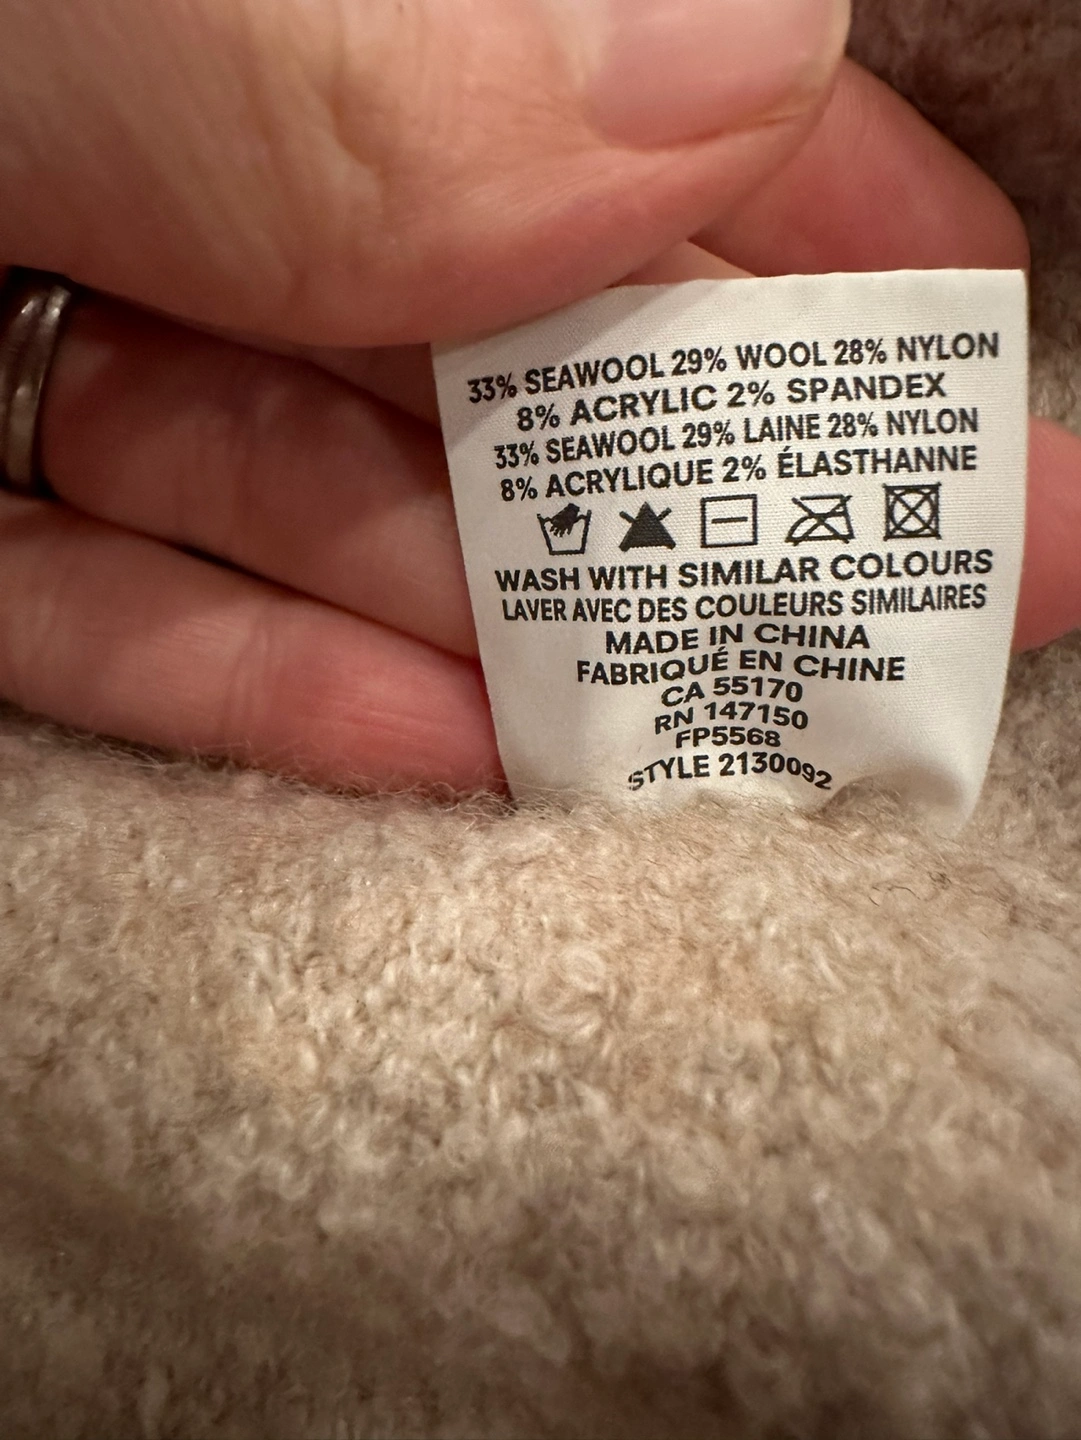 33% SEAWOOL 29% WOOL 28% NYLON
8% ACRYLIC 2% SPANDEX
33% SEAWOOL 29% LAINE 28% NYLON
8% ACRYLIQUE 2% ÉLASTHANNE
WASH WITH SIMILAR COLOURS
LAVER AVEC DES COULEURS SIMILAIRES
MADE IN CHINA
FABRIQUÉ EN CHINE
CA 55170
RN 147150
FP5568
STYLE 2130092